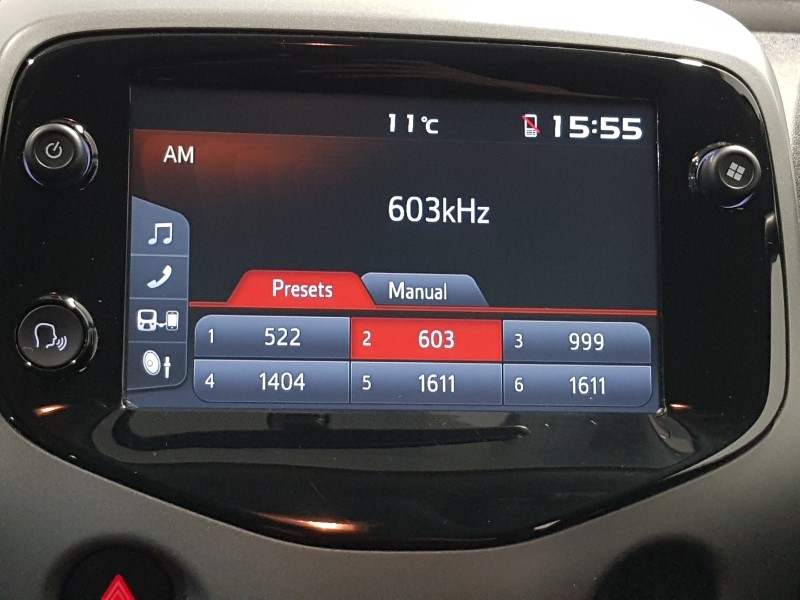 11°C 15:55
AM
603kHz
Presets Manual
1 522 2 603 3 999
4 1404 5 1611 6 1611